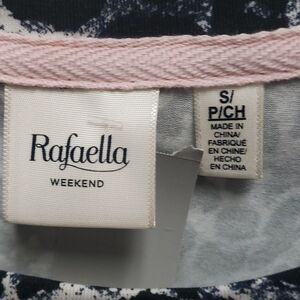 Rafaella
WEEKEND
S/
P/CH
MADE IN
CHINA/
FABRIQUÉ
EN CHINE/
HECHO
EN CHINA